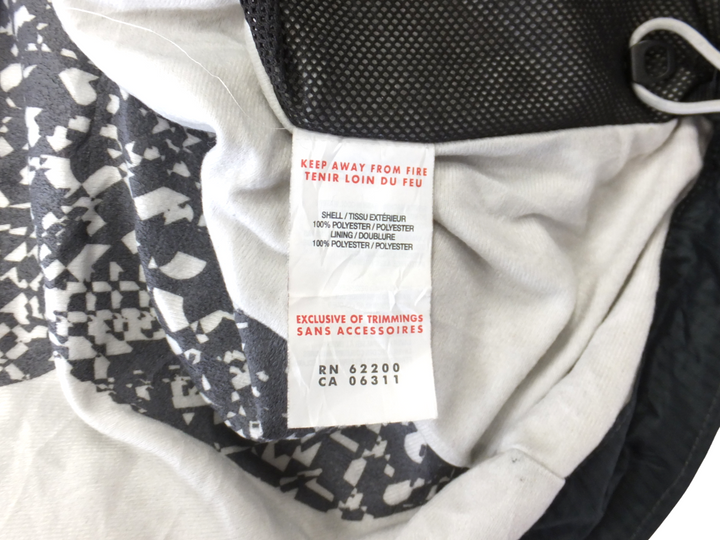 KEEP AWAY FROM FIRE
TENIR LOIN DU FEU
SHELL / TISSU EXTÉRIEUR
100% POLYESTER / POLYESTER
LINING / DOUBLURE
100% POLYESTER / POLYESTER
EXCLUSIVE OF TRIMMINGS
SANS ACCESSOIRES
RN 62200
CA 06311